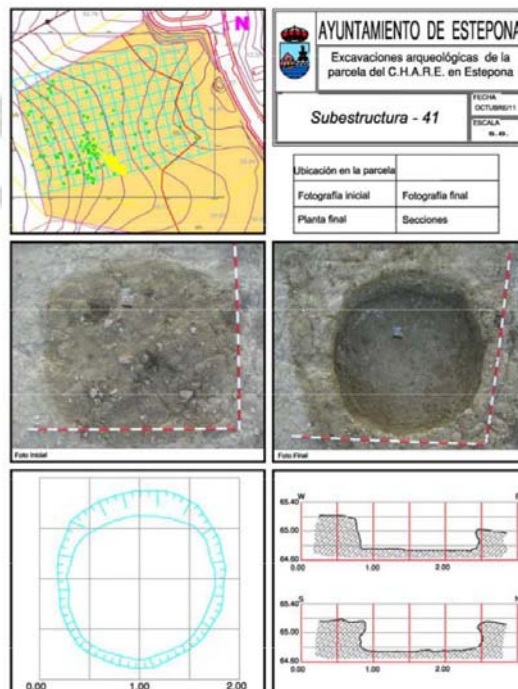 N
AYUNTAMIENTO DE ESTEPONA
Excavaciones arqueológicas de la
parcela del C.H.A.R.E. en Estepona
Subestructura - 41
FECHA
OCTUBRE/11
ESCALA
Ubicación en la parcela
Fotografía inicial
Fotografía final
Planta final
Secciones
Foto Inicial
Foto Final
0.00
1.00
2.00
W
65.40
65.00
64.60
0.00
1.00
2.00
S
65.40
65.00
64.60
0.00
1.00
2.00